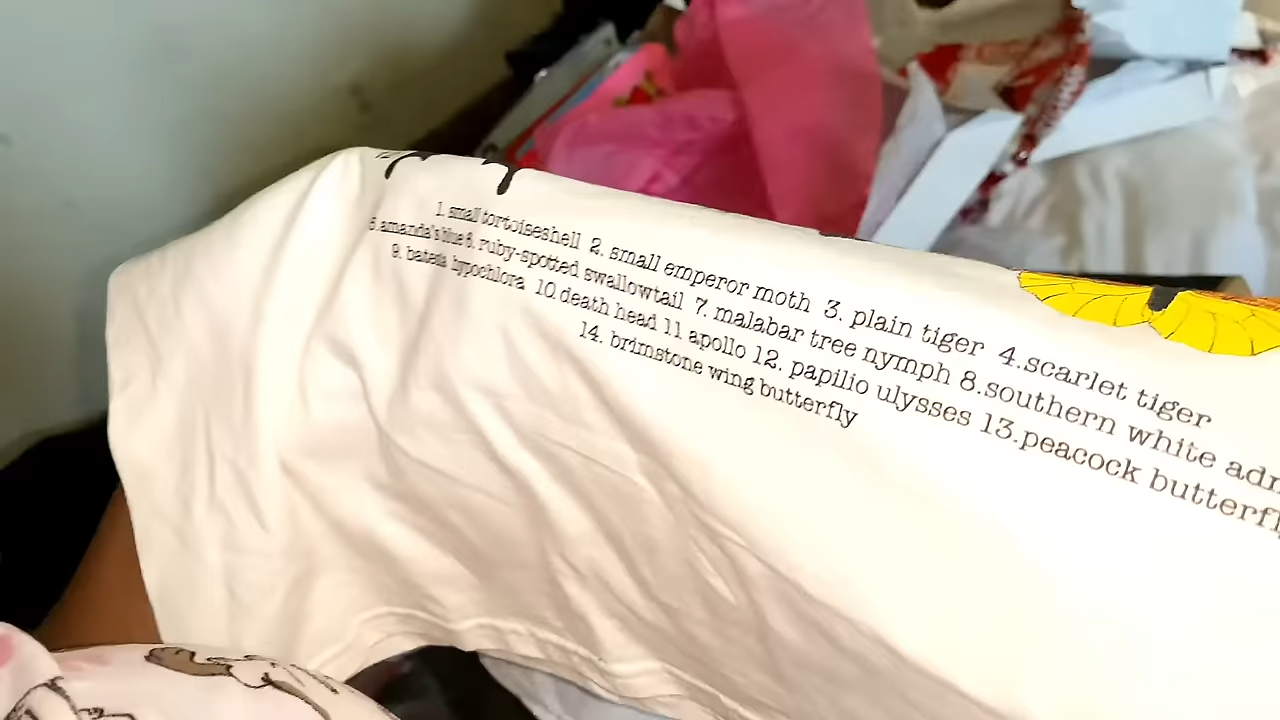 1. small tortoiseshell 2. small emperor moth 3. plain tiger 4.scarlet tiger
5.amanda's blue 6. ruby-spotted swallowtail 7. malabar tree nymph 8.southern white
9. batesia hypochlora 10.death head 11 apollo 12. papilio ulysses 13.peacock
14. brimstone wing butterfly